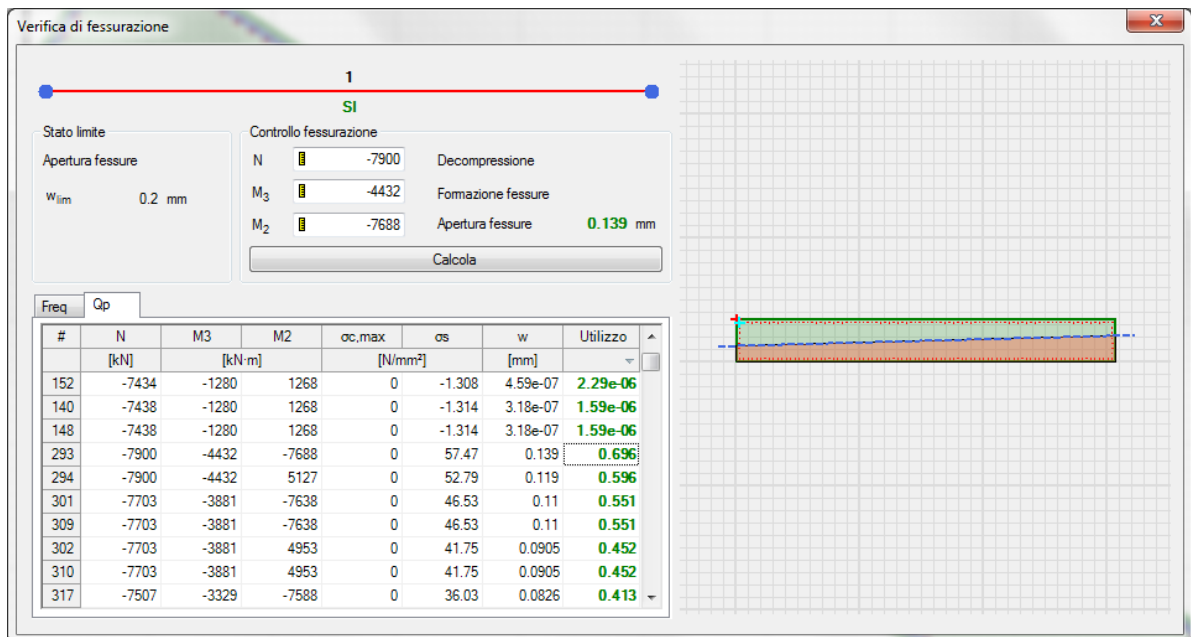 Verifica di fessurazione
1
SI
Stato limite
Apertura fessure
wlim 0.2 mm
Controllo fessurazione
N -7900 Decompressione
M3 -4432 Formazione fessure
M2 -7688 Apertura fessure 0.139 mm
Calcola
Freq Qp
# N M3 M2 σc,max σs w Utilizzo
[kN] [kN·m] [N/mm²] [mm]
152 -7434 -1280 1268 0 -1.308 4.59e-07 2.29e-06
140 -7438 -1280 1268 0 -1.314 3.18e-07 1.59e-06
148 -7438 -1280 1268 0 -1.314 3.18e-07 1.59e-06
293 -7900 -4432 -7688 0 57.47 0.139 0.696
294 -7900 -4432 5127 0 52.79 0.119 0.596
301 -7703 -3881 -7638 0 46.53 0.11 0.551
309 -7703 -3881 -7638 0 46.53 0.11 0.551
302 -7703 -3881 4953 0 41.75 0.0905 0.452
310 -7703 -3881 4953 0 41.75 0.0905 0.452
317 -7507 -3329 -7588 0 36.03 0.0826 0.413